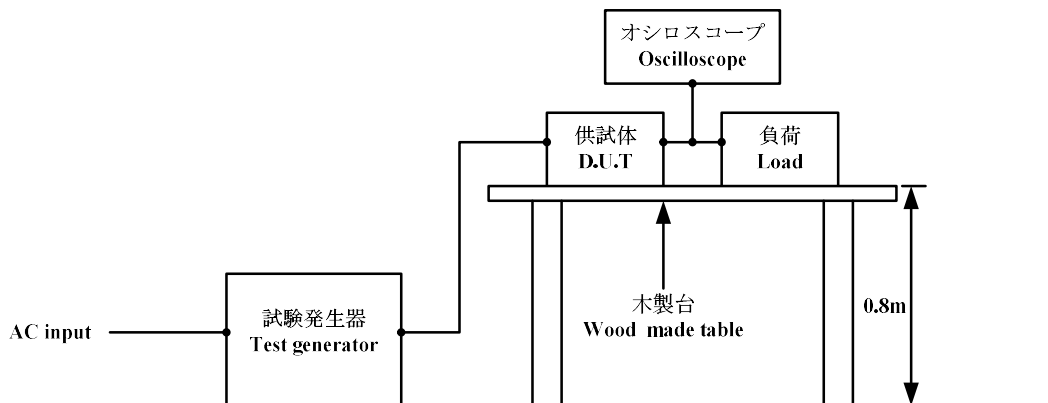 オシロスコープ
Oscilloscope
供試体
D.U.T
負荷
Load
試験発生器
Test generator
AC input
木製台
Wood made table
0.8m